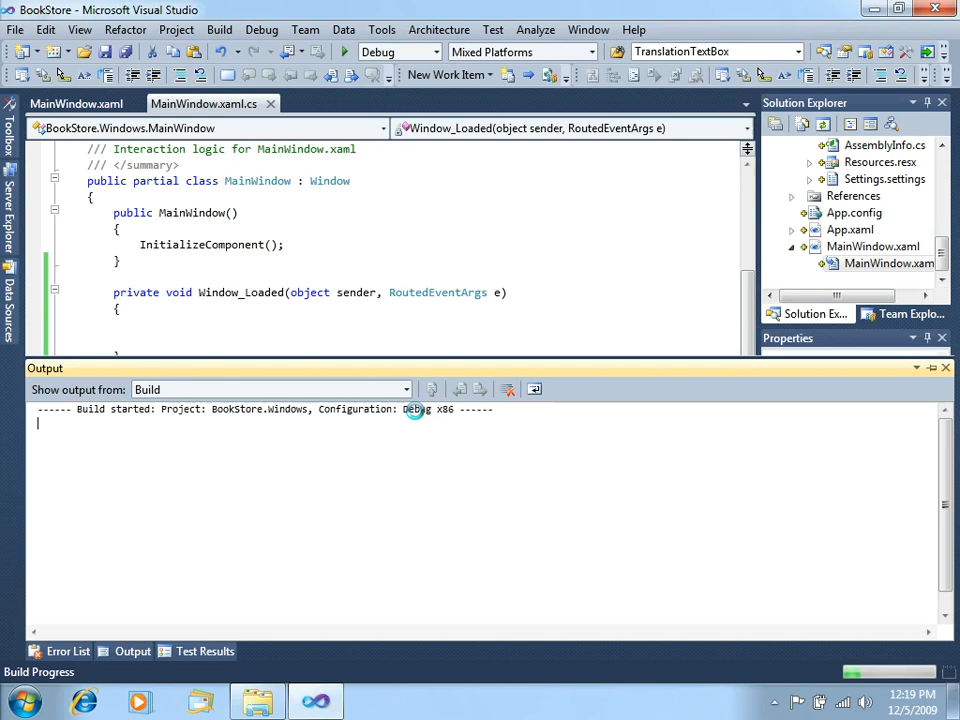 BookStore - Microsoft Visual Studio
File Edit View Refactor Project Build Debug Team Data Tools Architecture Test Analyze Window Help
Debug Mixed Platforms TranslationTextBox
New Work Item
MainWindow.xaml MainWindow.xaml.cs
BookStore.Windows.MainWindow Window_Loaded(object sender, RoutedEventArgs e)
/// Interaction logic for MainWindow.xaml
/// </summary>
public partial class MainWindow : Window
{
public MainWindow()
{
InitializeComponent();
}
private void Window_Loaded(object sender, RoutedEventArgs e)
{
}
Toolbox
Server Explorer
Data Sources
Solution Explorer
AssemblyInfo.cs
Resources.resx
Settings.settings
References
App.config
App.xaml
MainWindow.xaml
MainWindow.xam
Solution Ex... Team Explo...
Properties
Output
Show output from: Build
------ Build started: Project: BookStore.Windows, Configuration: Debug x86 ------
Error List Output Test Results
Build Progress
12:19 PM
12/5/2009